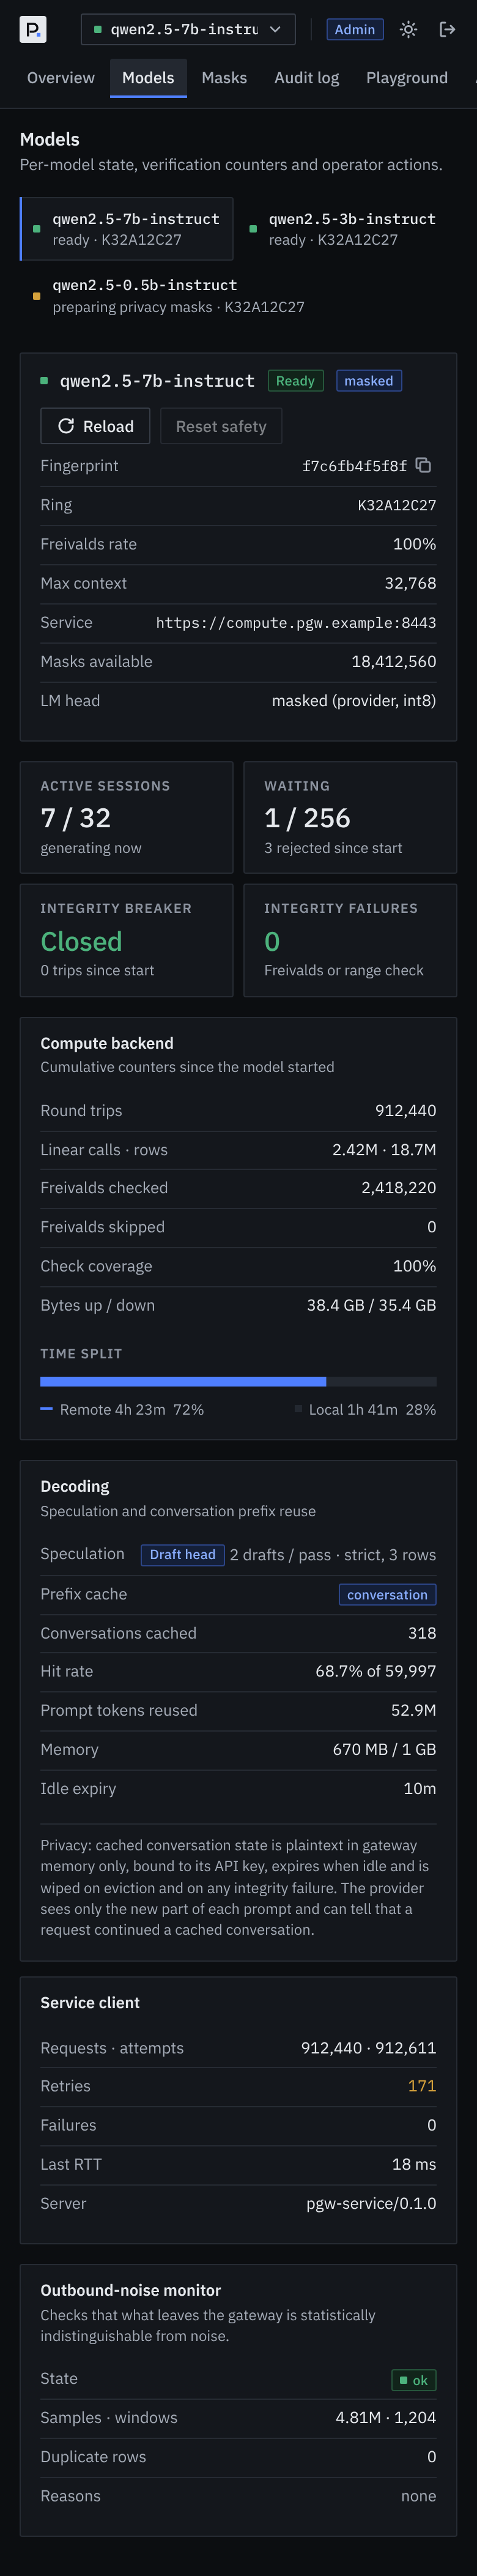 P.
qwen2.5-7b-instru
Admin
Overview
Models
Masks
Audit log
Playground
Models
Per-model state, verification counters and operator actions.
qwen2.5-7b-instruct
ready · K32A12C27
qwen2.5-3b-instruct
ready · K32A12C27
qwen2.5-0.5b-instruct
preparing privacy masks · K32A12C27
qwen2.5-7b-instruct Ready masked
Reload Reset safety
Fingerprint f7c6fb4f5f8f
Ring K32A12C27
Freivalds rate 100%
Max context 32,768
Service https://compute.pgw.example:8443
Masks available 18,412,560
LM head masked (provider, int8)
ACTIVE SESSIONS
7 / 32
generating now
WAITING
1 / 256
3 rejected since start
INTEGRITY BREAKER
Closed
0 trips since start
INTEGRITY FAILURES
0
Freivalds or range check
Compute backend
Cumulative counters since the model started
Round trips 912,440
Linear calls · rows 2.42M · 18.7M
Freivalds checked 2,418,220
Freivalds skipped 0
Check coverage 100%
Bytes up / down 38.4 GB / 35.4 GB
TIME SPLIT
Remote 4h 23m 72% Local 1h 41m 28%
Decoding
Speculation and conversation prefix reuse
Speculation Draft head 2 drafts / pass · strict, 3 rows
Prefix cache conversation
Conversations cached 318
Hit rate 68.7% of 59,997
Prompt tokens reused 52.9M
Memory 670 MB / 1 GB
Idle expiry 10m
Privacy: cached conversation state is plaintext in gateway
memory only, bound to its API key, expires when idle and is
wiped on eviction and on any integrity failure. The provider
sees only the new part of each prompt and can tell that a
request continued a cached conversation.
Service client
Requests · attempts 912,440 · 912,611
Retries 171
Failures 0
Last RTT 18 ms
Server pgw-service/0.1.0
Outbound-noise monitor
Checks that what leaves the gateway is statistically
indistinguishable from noise.
State ok
Samples · windows 4.81M · 1,204
Duplicate rows 0
Reasons none